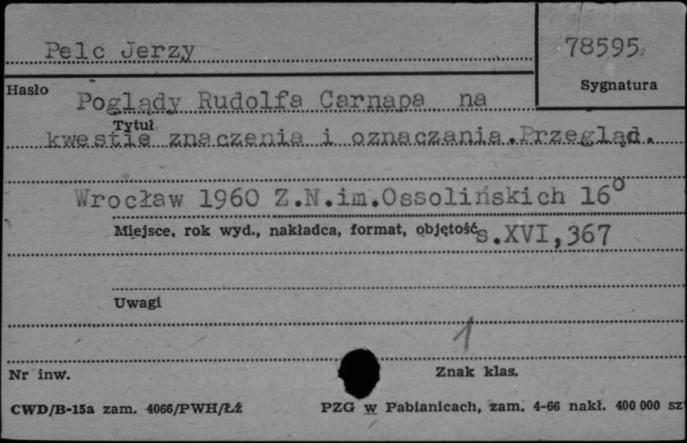 Pelc Jerzy
78595
Hasło
Sygnatura
Poglądy Rudolfa Carnapa na
Tytuł
kwestie znaczenia i oznaczania.Przegląd.
Wrocław 1960 Z.N.im.Ossolińskich 16°
Miejsce, rok wyd., nakładca, format, objętość
s.XVI,367
Uwagi
1
Nr inw.
Znak klas.
CWD/B-15a zam. 4066/PWH/Łź
PZG w Pabianicach, zam. 4-66 nakł. 400 000 szt